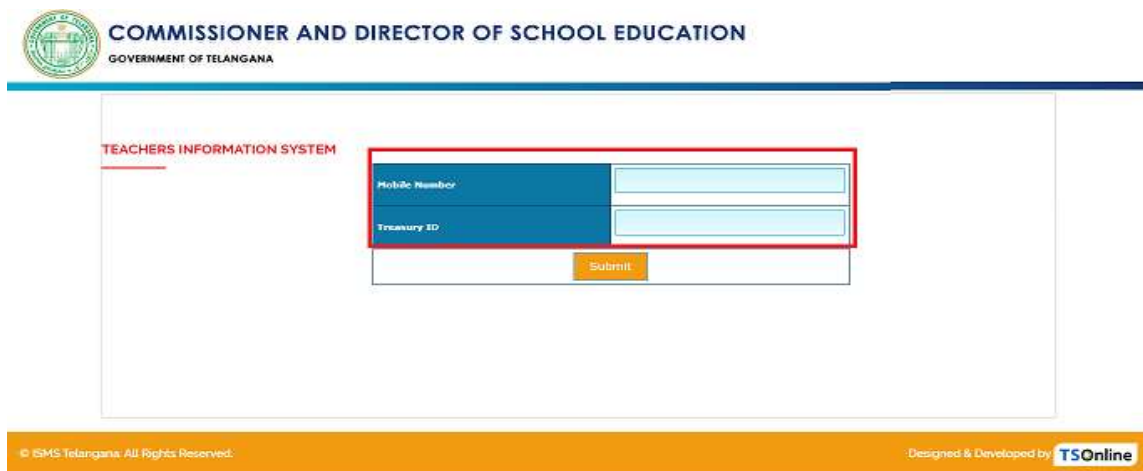 COMMISSIONER AND DIRECTOR OF SCHOOL EDUCATION
GOVERNMENT OF TELANGANA
TEACHERS INFORMATION SYSTEM
Mobile Number
Treasury ID
Submit
© ISMS Telangana. All Rights Reserved.
Designed & Developed by TSOnline